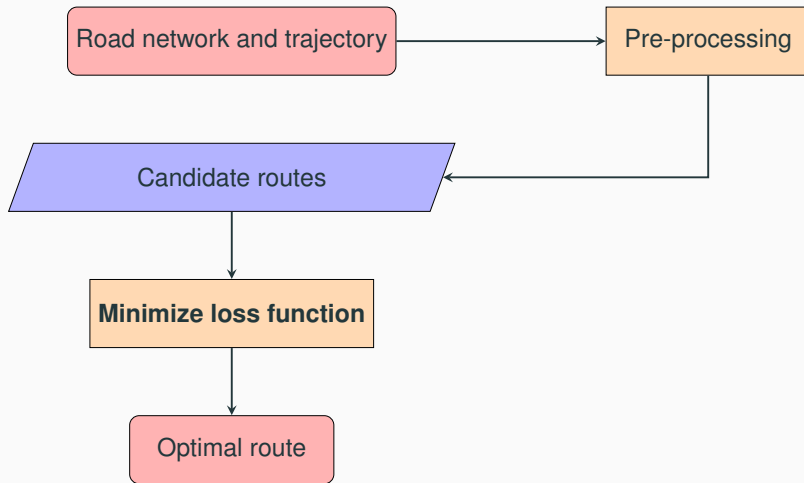 Road network and trajectory
Pre-processing
Candidate routes
Minimize loss function
Optimal route